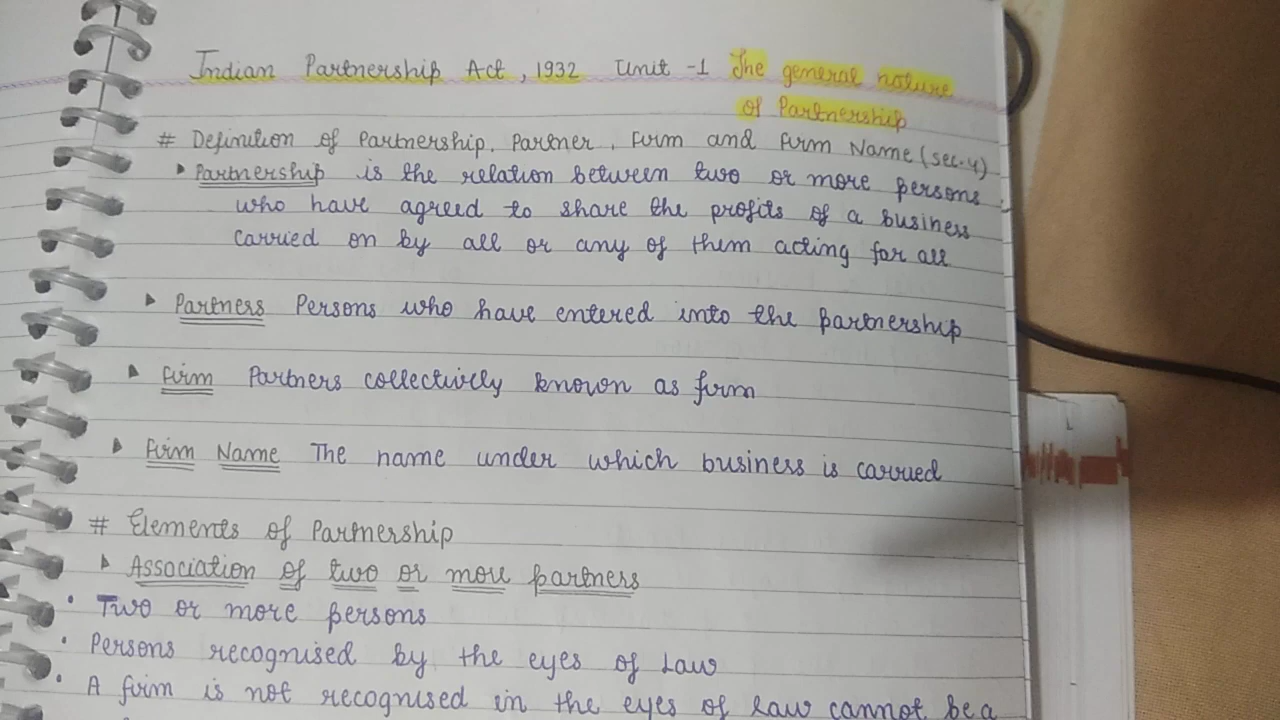 Indian Partnership Act, 1932 Unit -1 The general nature
of Partnership
# Definition of Partnership, Partner, Firm and Firm Name (sec.4)
Partnership is the relation between two or more persons
who have agreed to share the profits of a business
carried on by all or any of them acting for all
Partners Persons who have entered into the partnership
Firm Partners collectively known as firm
Firm Name The name under which business is carried
# Elements of Partnership
Association of two or more partners
• Two or more persons
• Persons recognised by the eyes of Law
• A firm is not recognised in the eyes of law cannot be a